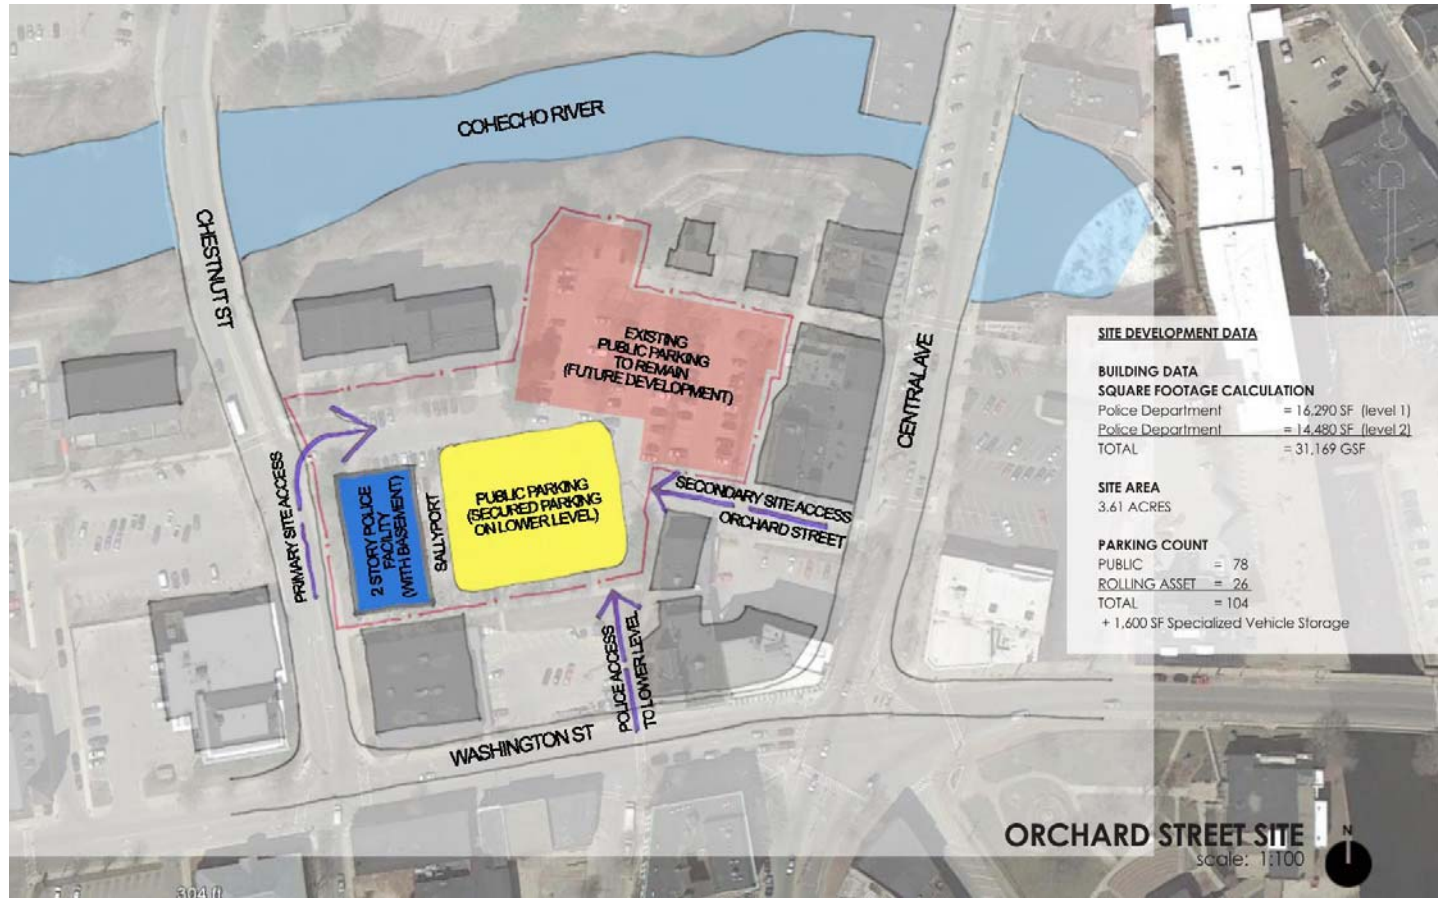 COHECHO RIVER
CHESTNUT ST
CENTRAL AVE
EXISTING
PUBLIC PARKING
TO REMAIN
(FUTURE DEVELOPMENT)
PRIMARY SITE ACCESS
2 STORY POLICE
FACILITY
(WITH BASEMENT)
SALLYPORT
PUBLIC PARKING
(SECURED PARKING
ON LOWER LEVEL)
SECONDARY SITE ACCESS
ORCHARD STREET
POLICE ACCESS
TO LOWER LEVEL
WASHINGTON ST
SITE DEVELOPMENT DATA
BUILDING DATA
SQUARE FOOTAGE CALCULATION
Police Department = 16,290 SF (level 1)
Police Department = 14,480 SF (level 2)
TOTAL = 31,169 GSF
SITE AREA
3.61 ACRES
PARKING COUNT
PUBLIC = 78
ROLLING ASSET = 26
TOTAL = 104
+ 1,600 SF Specialized Vehicle Storage
ORCHARD STREET SITE
scale: 1:100
N
304 ft